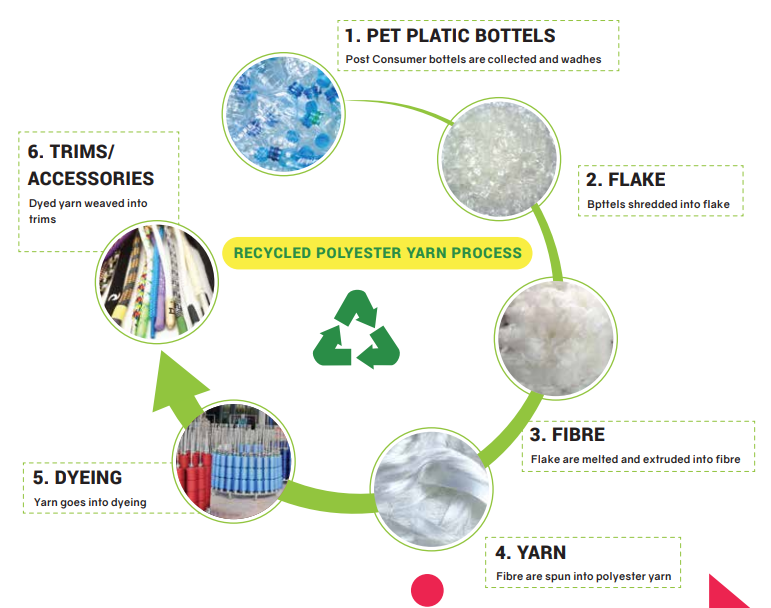 1. PET PLATIC BOTTELS
Post Consumer bottels are collected and wadhes
2. FLAKE
Bpttels shredded into flake
RECYCLED POLYESTER YARN PROCESS
3. FIBRE
Flake are melted and extruded into fibre
4. YARN
Fibre are spun into polyester yarn
5. DYEING
Yarn goes into dyeing
6. TRIMS/
ACCESSORIES
Dyed yarn weaved into
trims